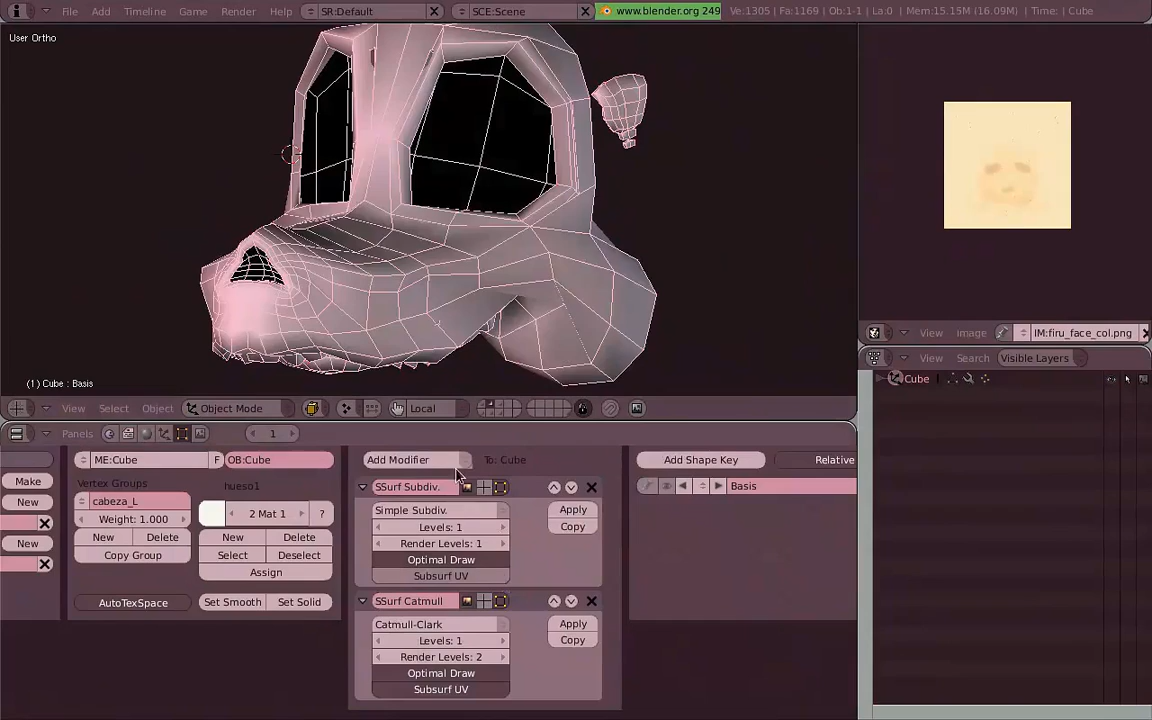 File Add Timeline Game Render Help SR:Default SCE:Scene www.blender.org 249 Ve:1305 | Fa:1169 | Ob:1-1 | La:0 | Mem:15.15M (16.09M) | Time: | Cube
User Ortho
(1) Cube : Basis
View Select Object Object Mode Local
View image IM:firu_face_col.png
View Search Visible Layers
Cube
Panels 1
ME:Cube F OB:Cube
Add Modifier To: Cube
Add Shape Key Relative
Make
Vertex Groups
hueso1
SSurf Subdiv.
Basis
New
cabeza_L
2 Mat 1 ?
Simple Subdiv. Apply
Weight: 1.000
Levels: 1 Copy
New
New Delete New Delete
Render Levels: 1
Copy Group
Select Deselect
Optimal Draw
Assign
Subsurf UV
AutoTexSpace
Set Smooth Set Solid
SSurf Catmull
Catmull-Clark Apply
Levels: 1 Copy
Render Levels: 2
Optimal Draw
Subsurf UV